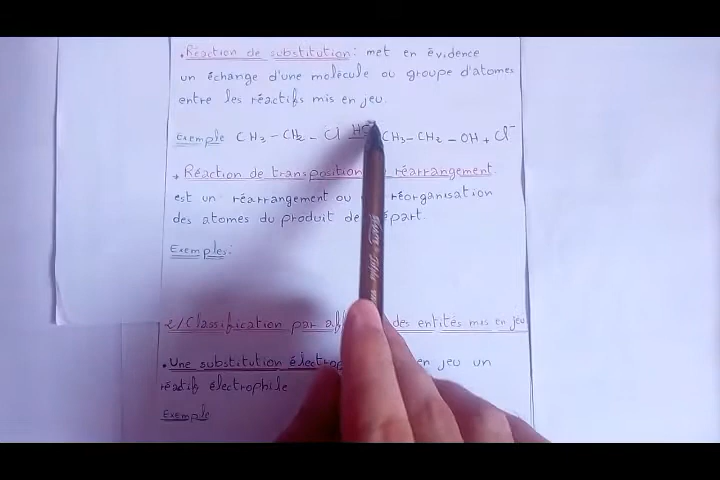 • Réaction de substitution: met en évidence
un échange d'une molécule ou groupe d'atomes
entre les réactifs mis en jeu.
Exemple CH3 - CH2 - Cl CH3 - CH2 - OH + Cl⁻
* Réaction de transposition réarrangement
est un réarrangement ou réorganisation
des atomes du produit de départ.
Exemples:
e/ Classification par des entités mis en jeu
• Une substitution en jeu un
réactif électrophile
Exemple